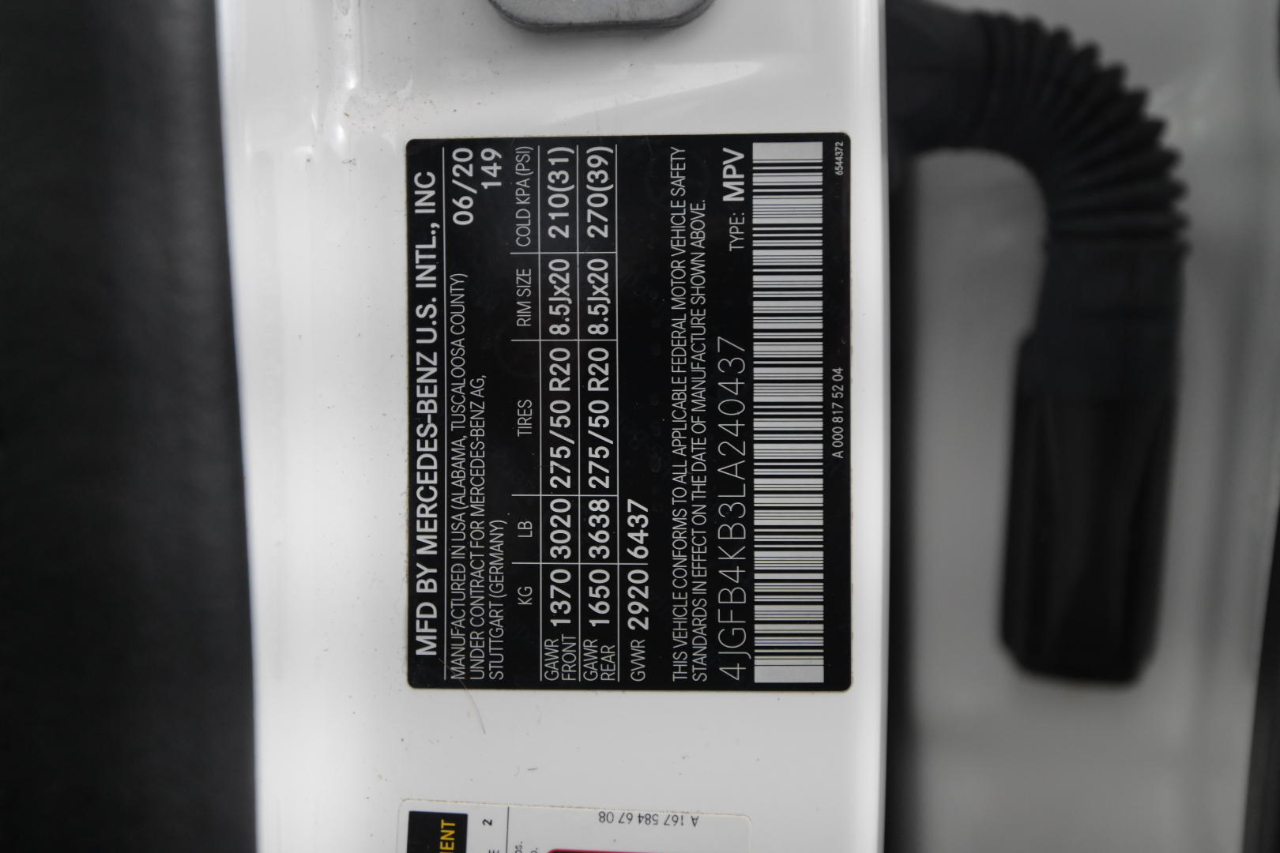 MFD BY MERCEDES-BENZ U.S. INTL., INC
MANUFACTURED IN USA (ALABAMA, TUSCALOOSA COUNTY) 06/20
UNDER CONTRACT FOR MERCEDES-BENZ AG, 149
STUTTGART (GERMANY)
KG LB TIRES RIM SIZE COLD KPA (PSI)
GAWR FRONT 1370 3020 275/50 R20 8.5Jx20 210(31)
GAWR REAR 1650 3638 275/50 R20 8.5Jx20 270(39)
GVWR 2920 6437
THIS VEHICLE CONFORMS TO ALL APPLICABLE FEDERAL MOTOR VEHICLE SAFETY
STANDARDS IN EFFECT ON THE DATE OF MANUFACTURE SHOWN ABOVE.
4JGFB4KB3LA240437 TYPE: MPV
A 000 817 52 04 6544372
A 167 584 67 08
2